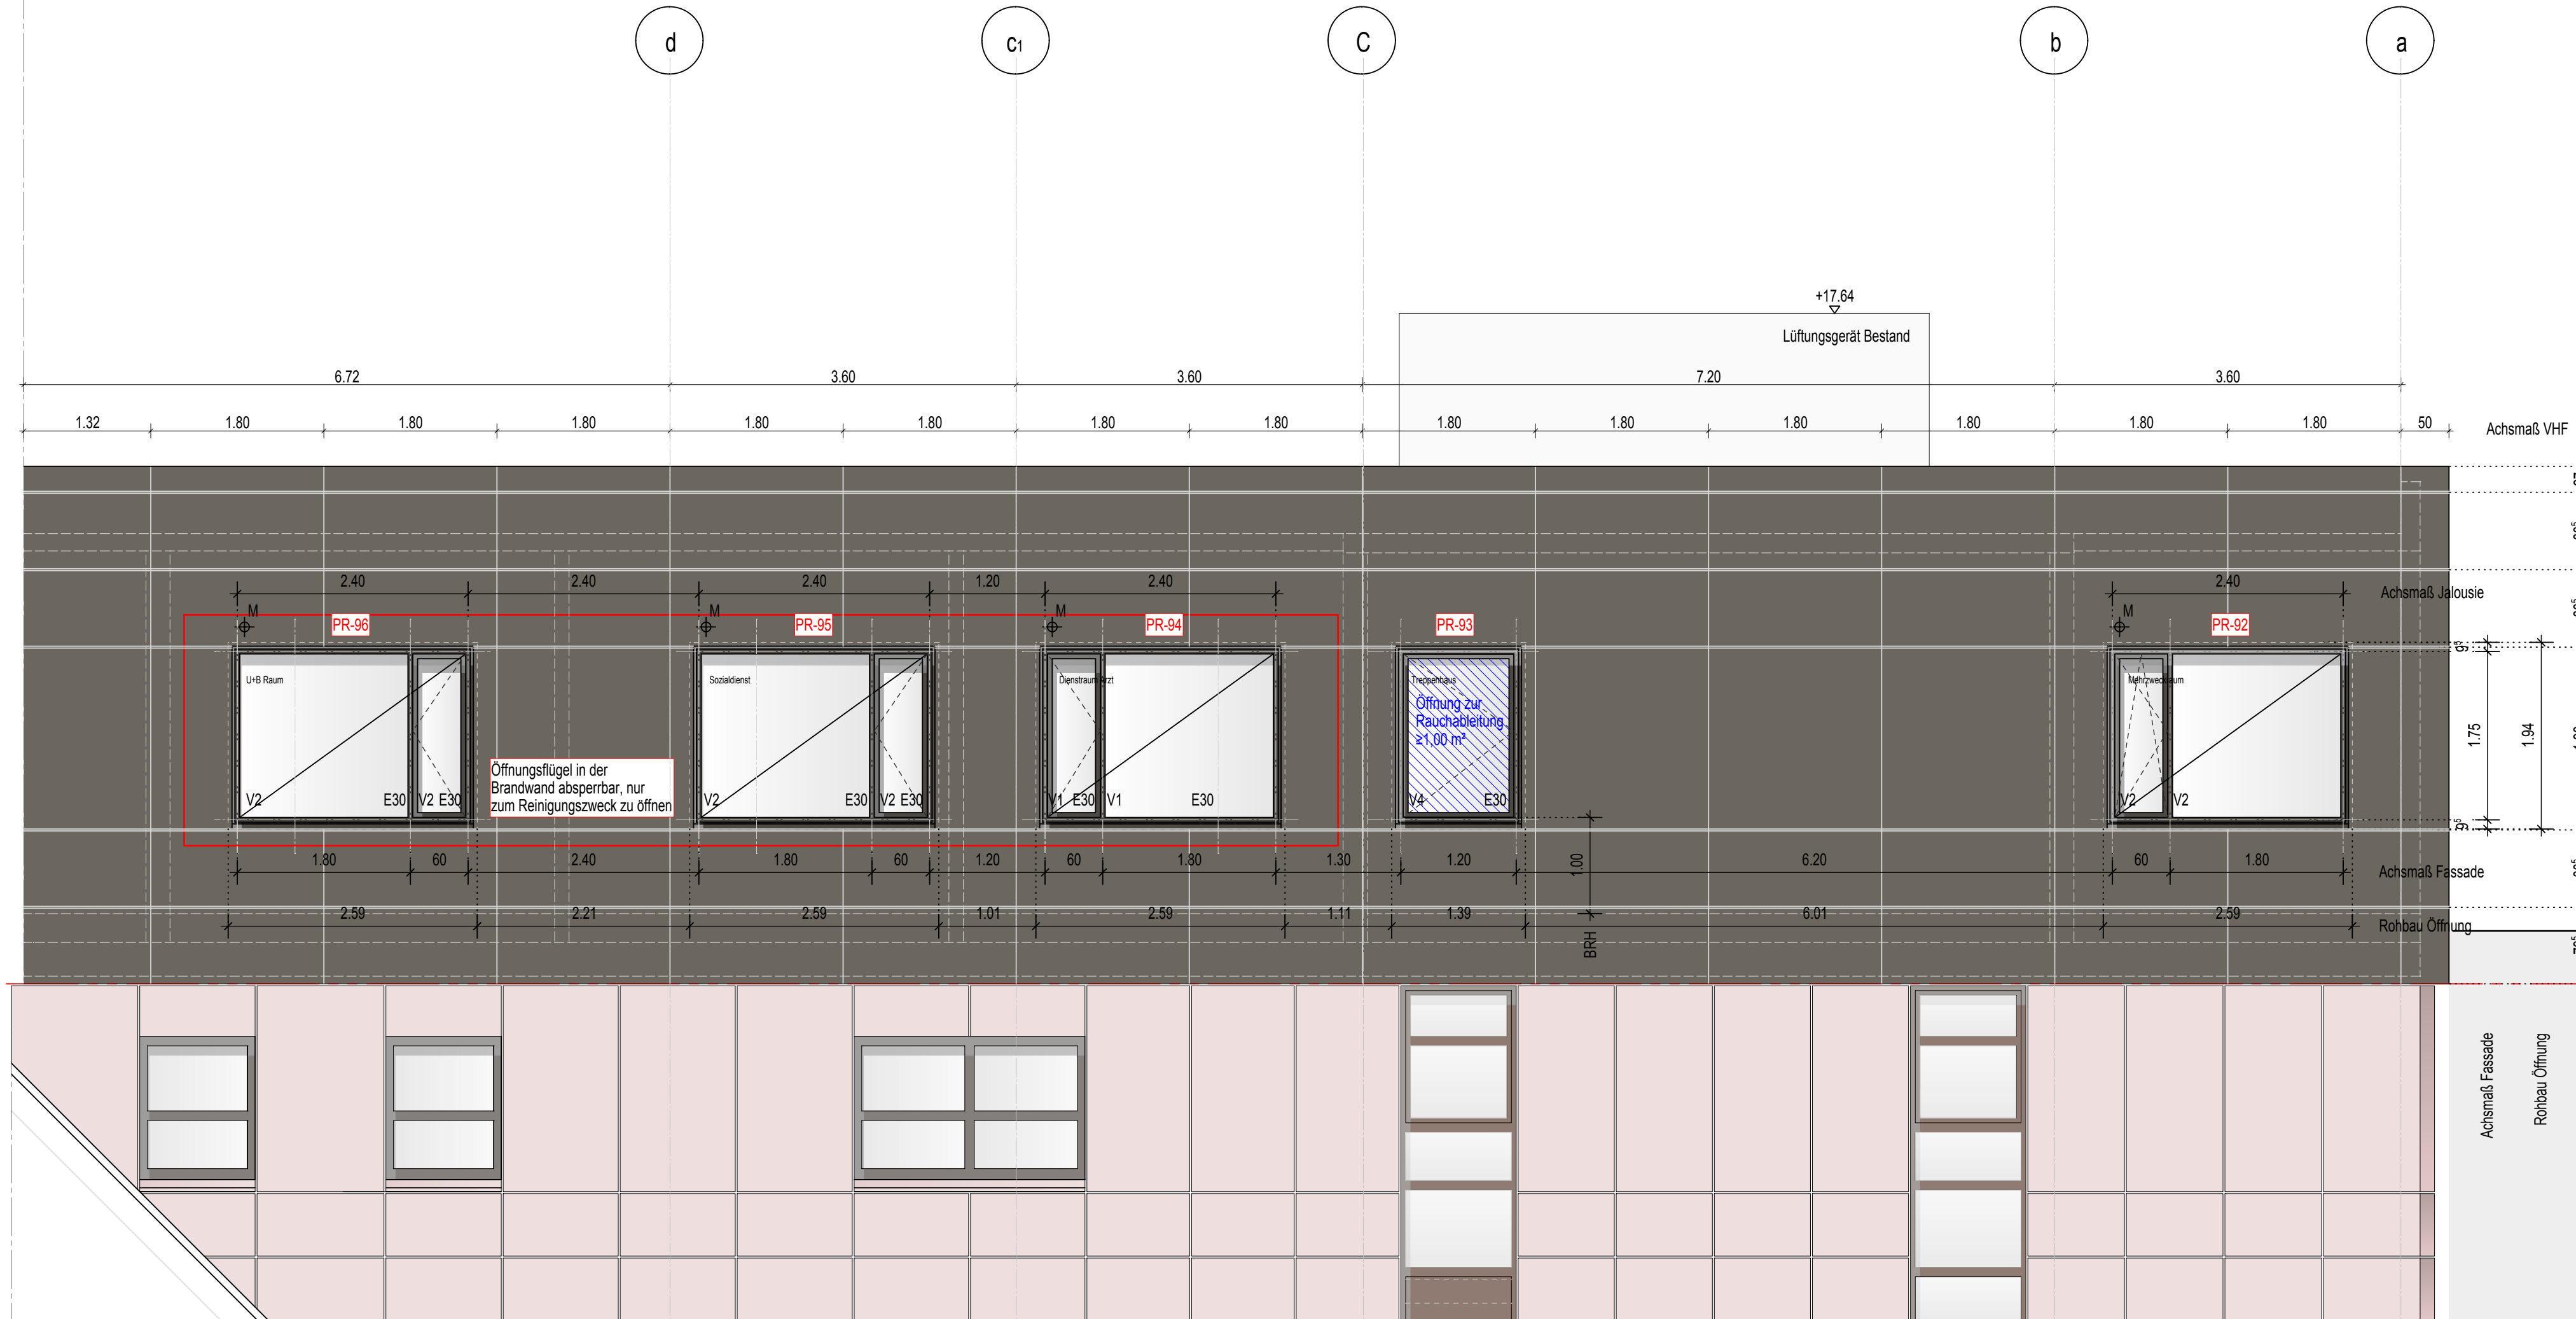 d
c1
C
b
a
+17.64
Lüftungsgerät Bestand
6.72
3.60
3.60
7.20
3.60
1.32
1.80
1.80
1.80
1.80
1.80
1.80
1.80
1.80
1.80
1.80
1.80
1.80
1.80
50
Achsmaß VHF
2.40
2.40
2.40
1.20
2.40
2.40
Achsmaß Jalousie
M
PR-96
M
PR-95
M
PR-94
PR-93
M
PR-92
U+B Raum
Sozialdienst
Dienstraum Arzt
Treppenhaus
Mehrzweckraum
Öffnung zur
Rauchableitung
≥1,00 m²
Öffnungsflügel in der
Brandwand absperrbar, nur
zum Reinigungszweck zu öffnen
V2
E30
V2
E30
V2
E30
V2
E30
V1
E30
V1
E30
V4
E30
V2
V2
9⁵
1.75
1.94
9⁵
1.80
60
2.40
1.80
60
1.20
60
1.80
1.30
1.20
1.00
6.20
60
1.80
Achsmaß Fassade
2.59
2.21
2.59
1.01
2.59
1.11
1.39
6.01
2.59
Rohbau Öffnung
BRH
Achsmaß Fassade
Rohbau Öffnung